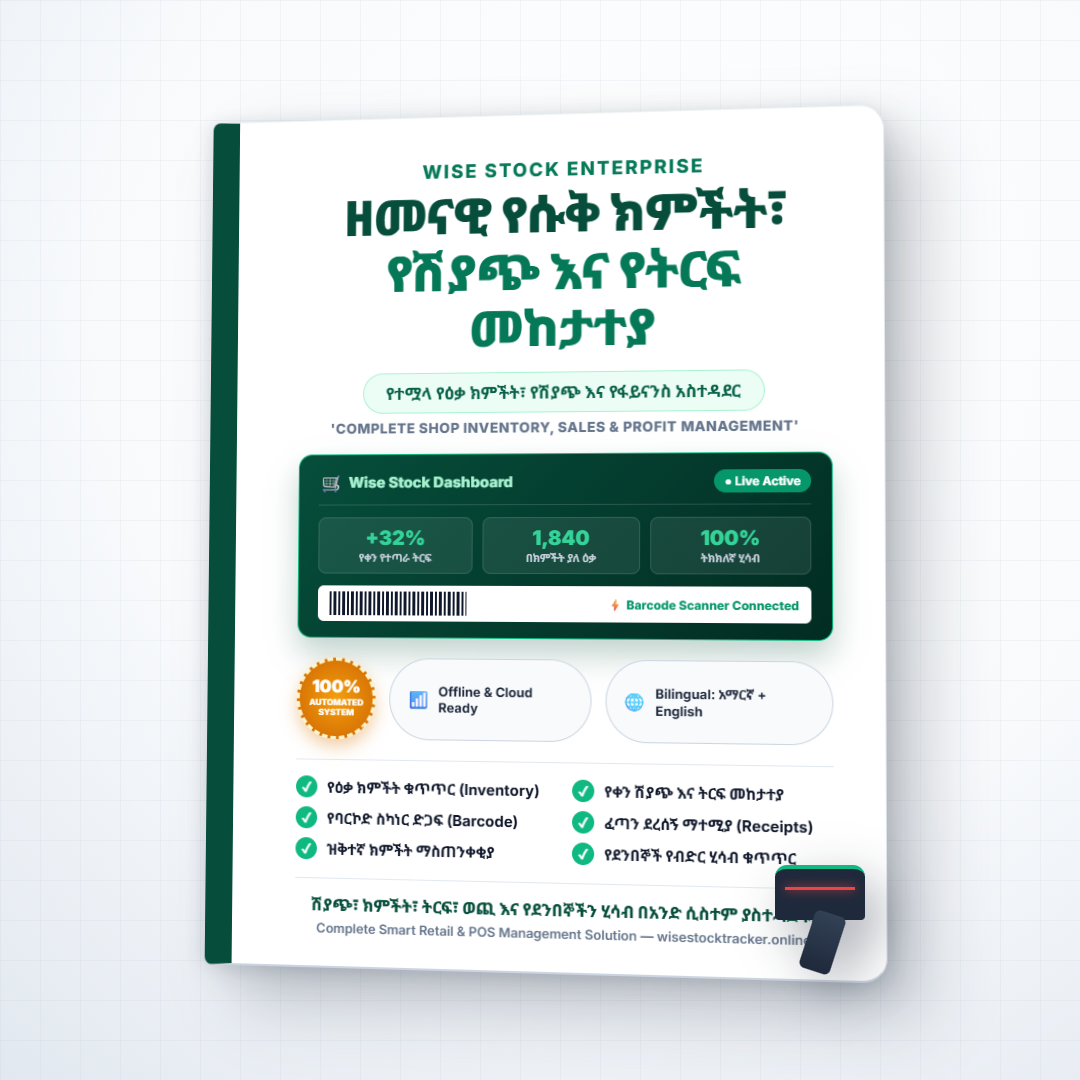 WISE STOCK ENTERPRISE
ዘመናዊ የሱቅ ክምችት፣
የሽያጭ እና የትርፍ
መከታተያ
የተሟላ የዕቃ ክምችት፣ የሽያጭ እና የፋይናንስ አስተዳደር
'COMPLETE SHOP INVENTORY, SALES & PROFIT MANAGEMENT'
Wise Stock Dashboard
• Live Active
+32%
የቀን የተጣራ ትርፍ
1,840
በክምችት ያለ ዕቃ
100%
ትክክለኛ ሂሳብ
Barcode Scanner Connected
100%
AUTOMATED
SYSTEM
Offline & Cloud
Ready
Bilingual: አማርኛ +
English
የዕቃ ክምችት ቁጥጥር (Inventory)
የቀን ሽያጭ እና ትርፍ መከታተያ
የባርኮድ ስካነር ድጋፍ (Barcode)
ፈጣን ደረሰኝ ማተሚያ (Receipts)
ዝቅተኛ ክምችት ማስጠንቀቂያ
የደንበኞች የብድር ሂሳብ ቁጥጥር
ሽያጭ፣ ክምችት፣ ትርፍ፣ ወጪ እና የደንበኞችን ሂሳብ በአንድ ሲስተም
Complete Smart Retail & POS Management Solution — wisestocktracker.online